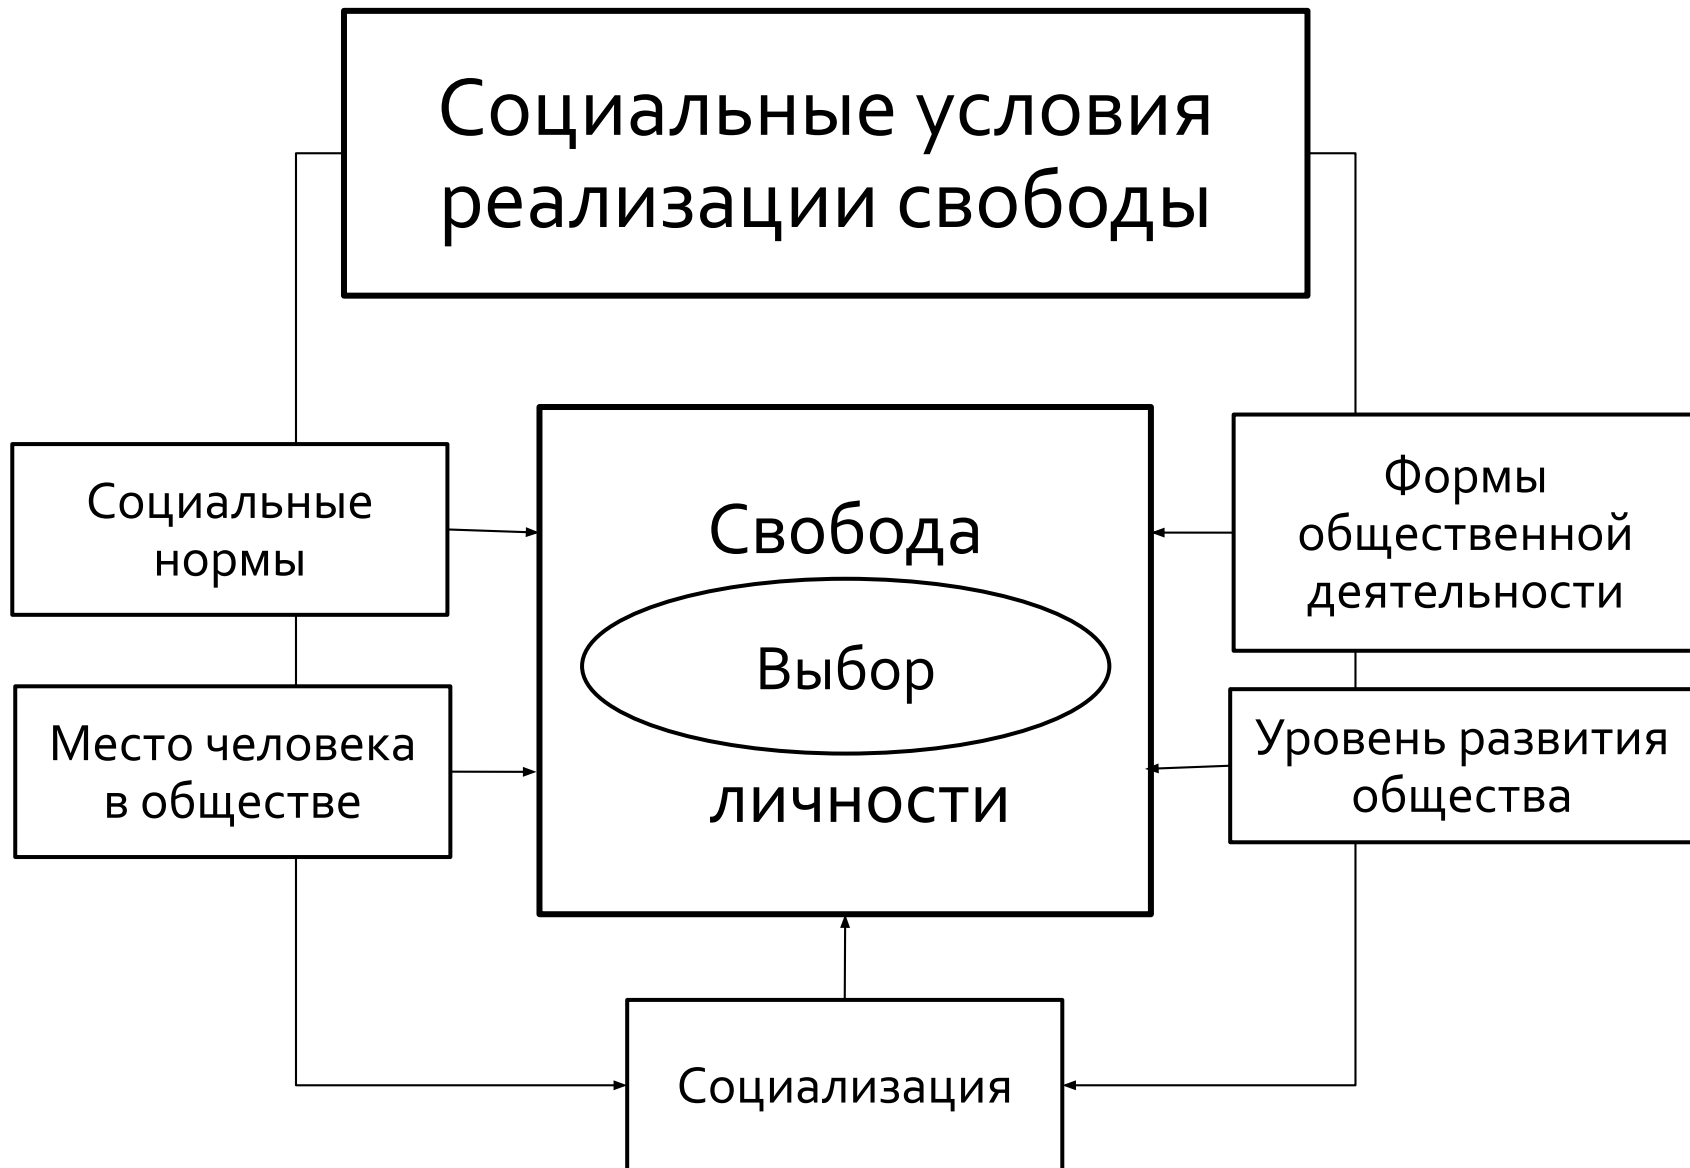 Социальные условия
реализации свободы
Социальные
нормы
Место человека
в обществе
Свобода
Выбор
личности
Формы
общественной
деятельности
Уровень развития
общества
Социализация